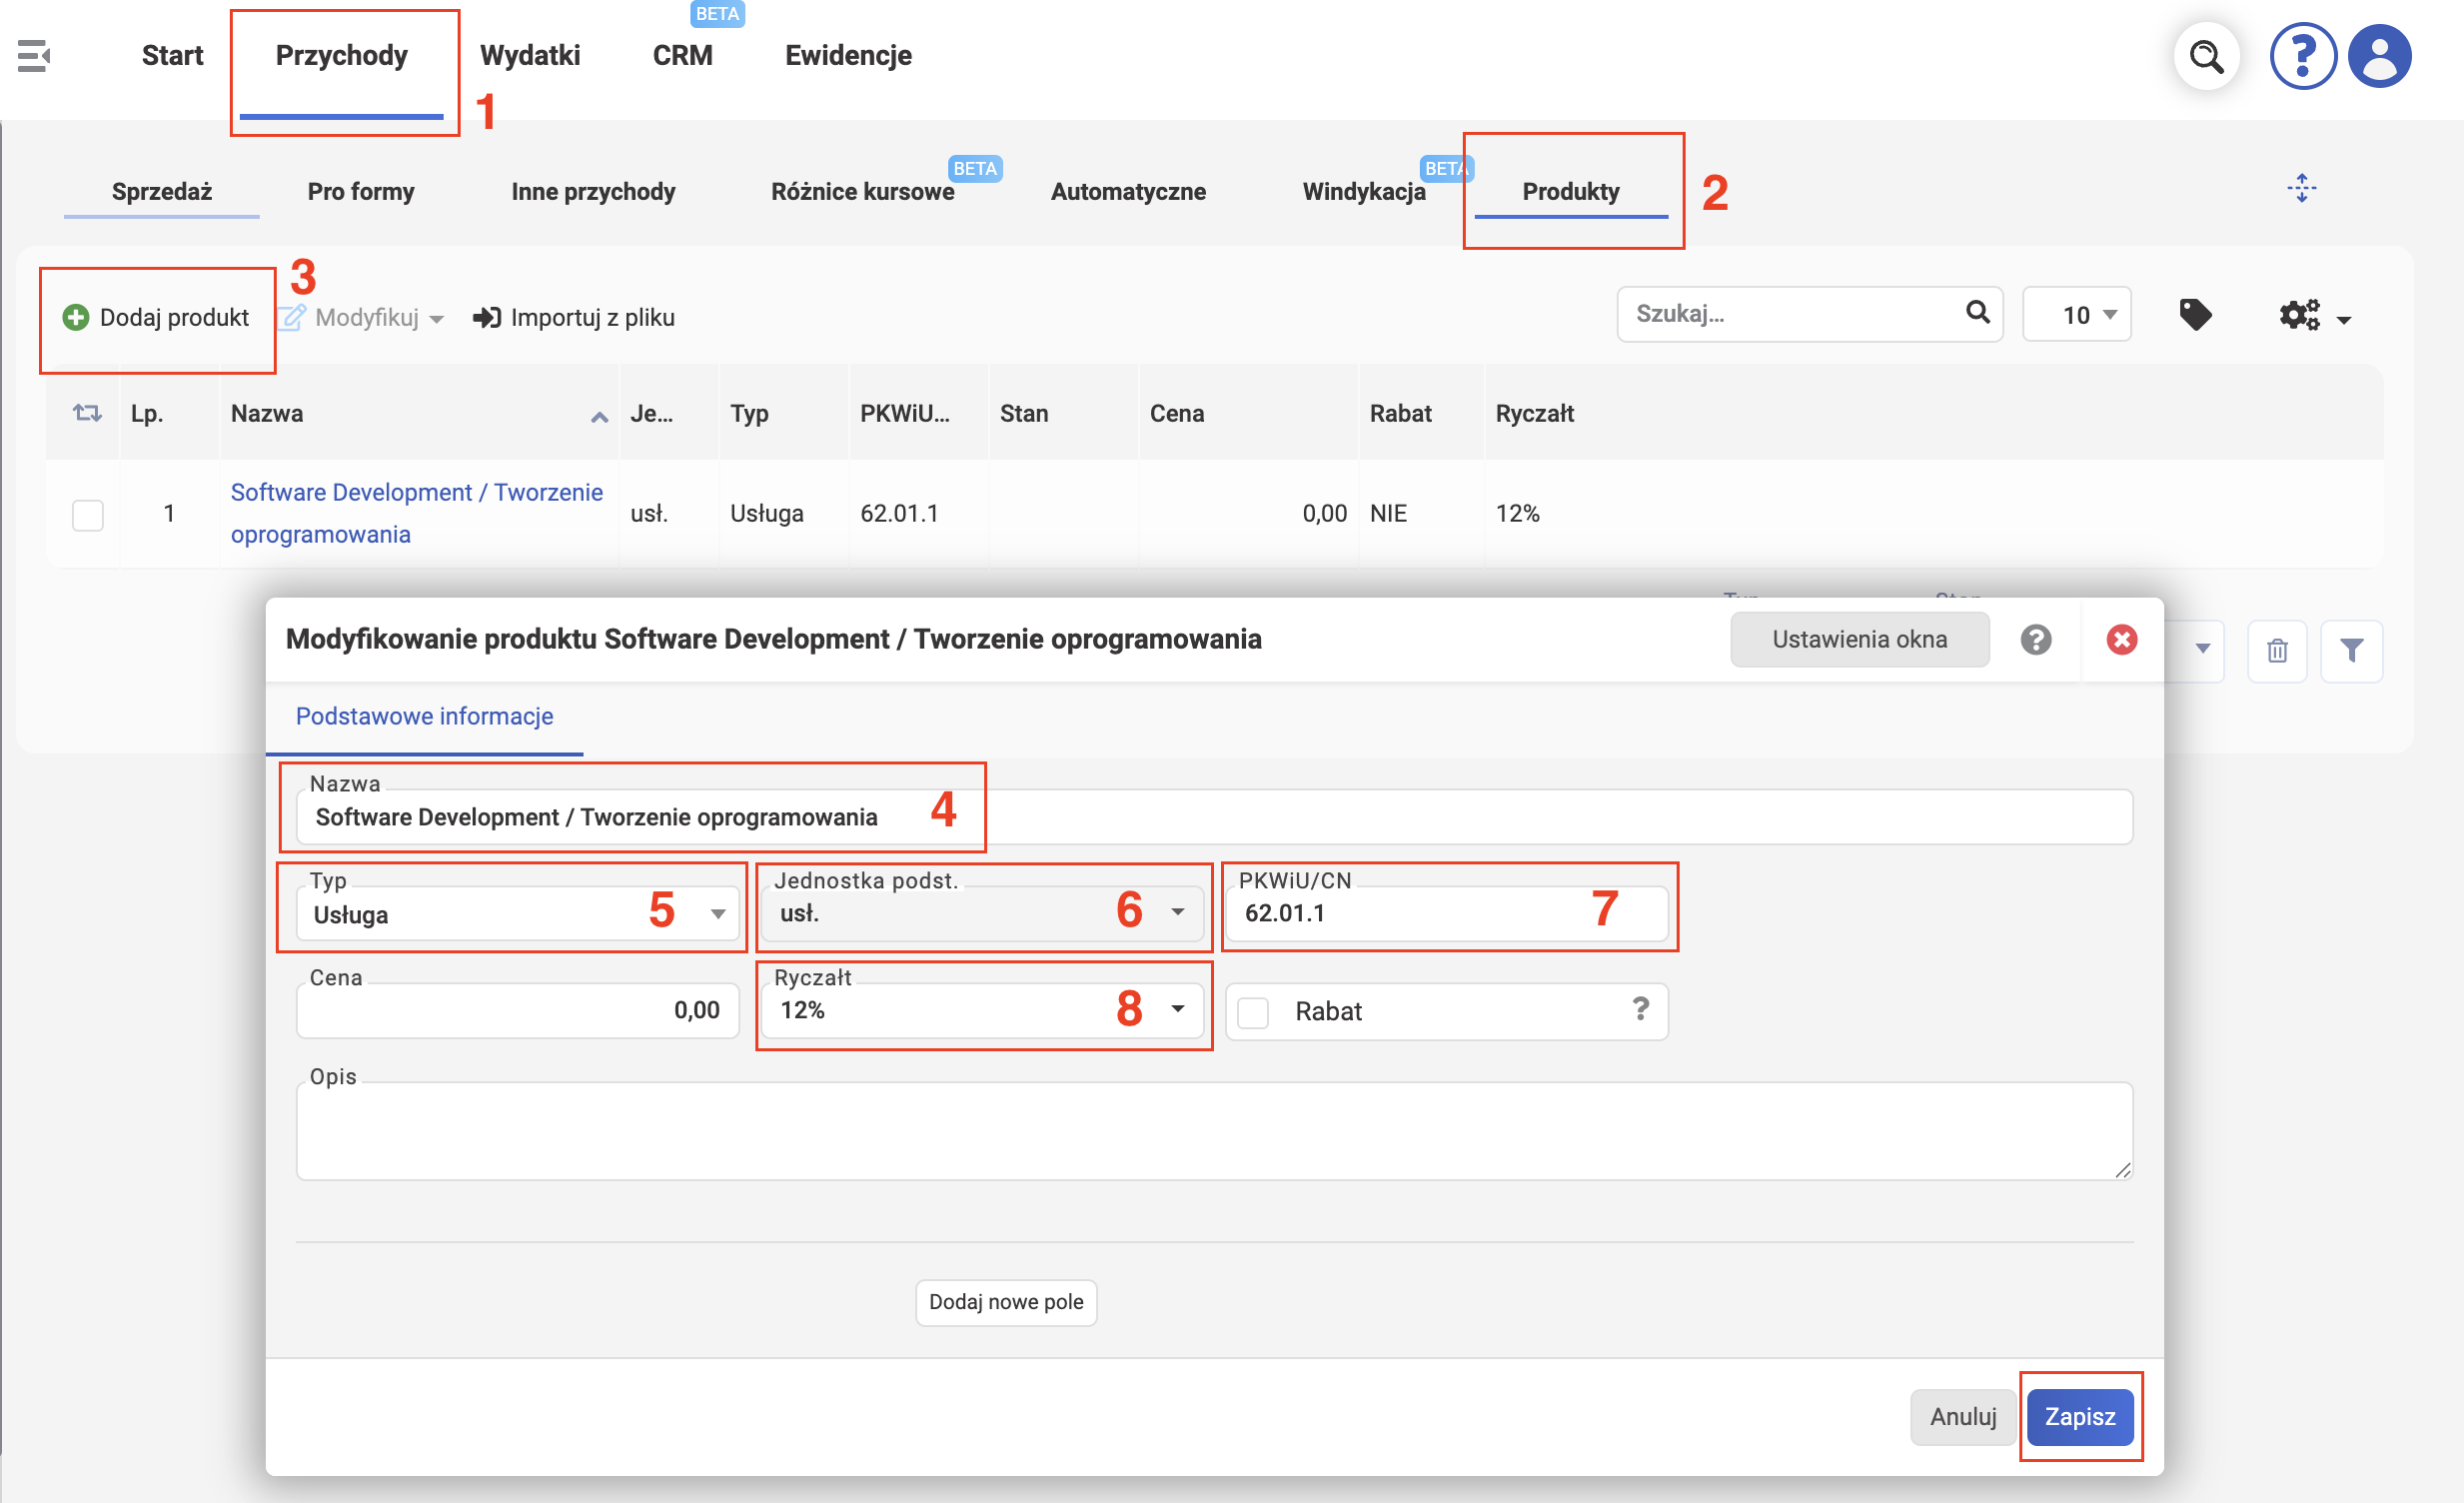 BETA
Start Przychody Wydatki CRM Ewidencje
1
BETA BETA
Sprzedaż Pro formy Inne przychody Różnice kursowe Automatyczne Windykacja Produkty 2
3
Dodaj produkt Modyfikuj Importuj z pliku Szukaj... 10
Lp. Nazwa Je... Typ PKWiU... Stan Cena Rabat Ryczałt
1 Software Development / Tworzenie oprogramowania usł. Usługa 62.01.1 0,00 NIE 12%
Modyfikowanie produktu Software Development / Tworzenie oprogramowania Ustawienia okna
Podstawowe informacje
Nazwa
Software Development / Tworzenie oprogramowania 4
Typ Jednostka podst. PKWiU/CN
Usługa 5 usł. 6 62.01.1 7
Cena Ryczałt
0,00 12% 8 Rabat ?
Opis
Dodaj nowe pole
Anuluj Zapisz